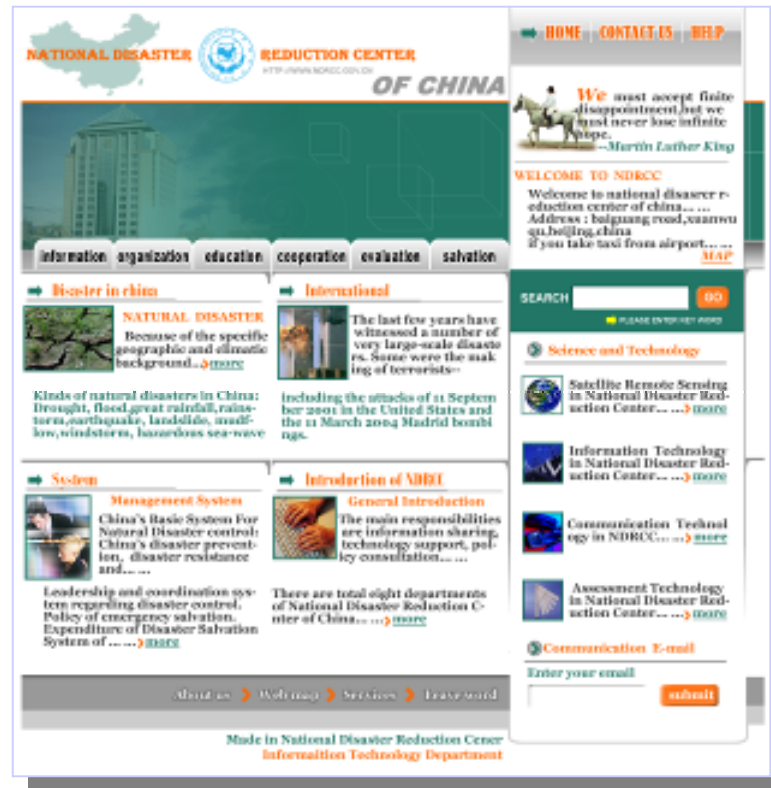 NATIONAL DISASTER REDUCTION CENTER
HTTP://WWW.NDRCC.GOV.CN
OF CHINA
HOME CONTACT US HELP
We must accept finite
disappointment,but we
must never lose infinite
hope.
--Martin Luther King
WELCOME TO NDRCC
Welcome to national disasrer r-
eduction center of china... ...
Address : baiguang road,xuanwu
qu,beijing,china
if you take taxi from airport... ...
MAP
information organization education cooperation evaluation salvation
SEARCH GO
PLEASE ENTER KEY WORD
Disaster in china
NATURAL DISASTER
Because of the specific
geographic and climatic
background... more
Kinds of natural disasters in China:
Drought, flood,great rainfall,rains-
torm,earthquake, landslide, mudf-
low,windstorm, hazardous sea-wave
International
The last few years have
witnessed a number of
very large-scale disaste
rs. Some were the mak
ing of terrorists--
including the attacks of 11 Septem
ber 2001 in the United States and
the 11 March 2004 Madrid bombi
ngs.
System
Management System
China's Basic System For
Natural Disaster control:
China's disaster prevent-
ion, disaster resistance
and... ...
Leadership and coordination sys-
tem regarding disaster control.
Policy of emergency salvation.
Expenditure of Disaster Salvation
System of ... ... more
Introduction of NDRCC
General Introduction
The main responsibilities
are information sharing,
technology support, pol-
icy consultation... ...
There are total eight departments
of National Disaster Reduction C-
nter of China... ... more
Science and Technology
Satellite Remote Sensing
in National Disaster Red-
uction Center... ... more
Information Technology
in National Disaster Red-
uction Center... ... more
Communication Technol
ogy in NDRCC... ... more
Assessment Technology
in National Disaster Red-
uction Center... ... more
Communication E-mail
Enter your email
submit
About us Web map Services Leave word
Made in National Disaster Reduction Cener
Informaition Technology Department